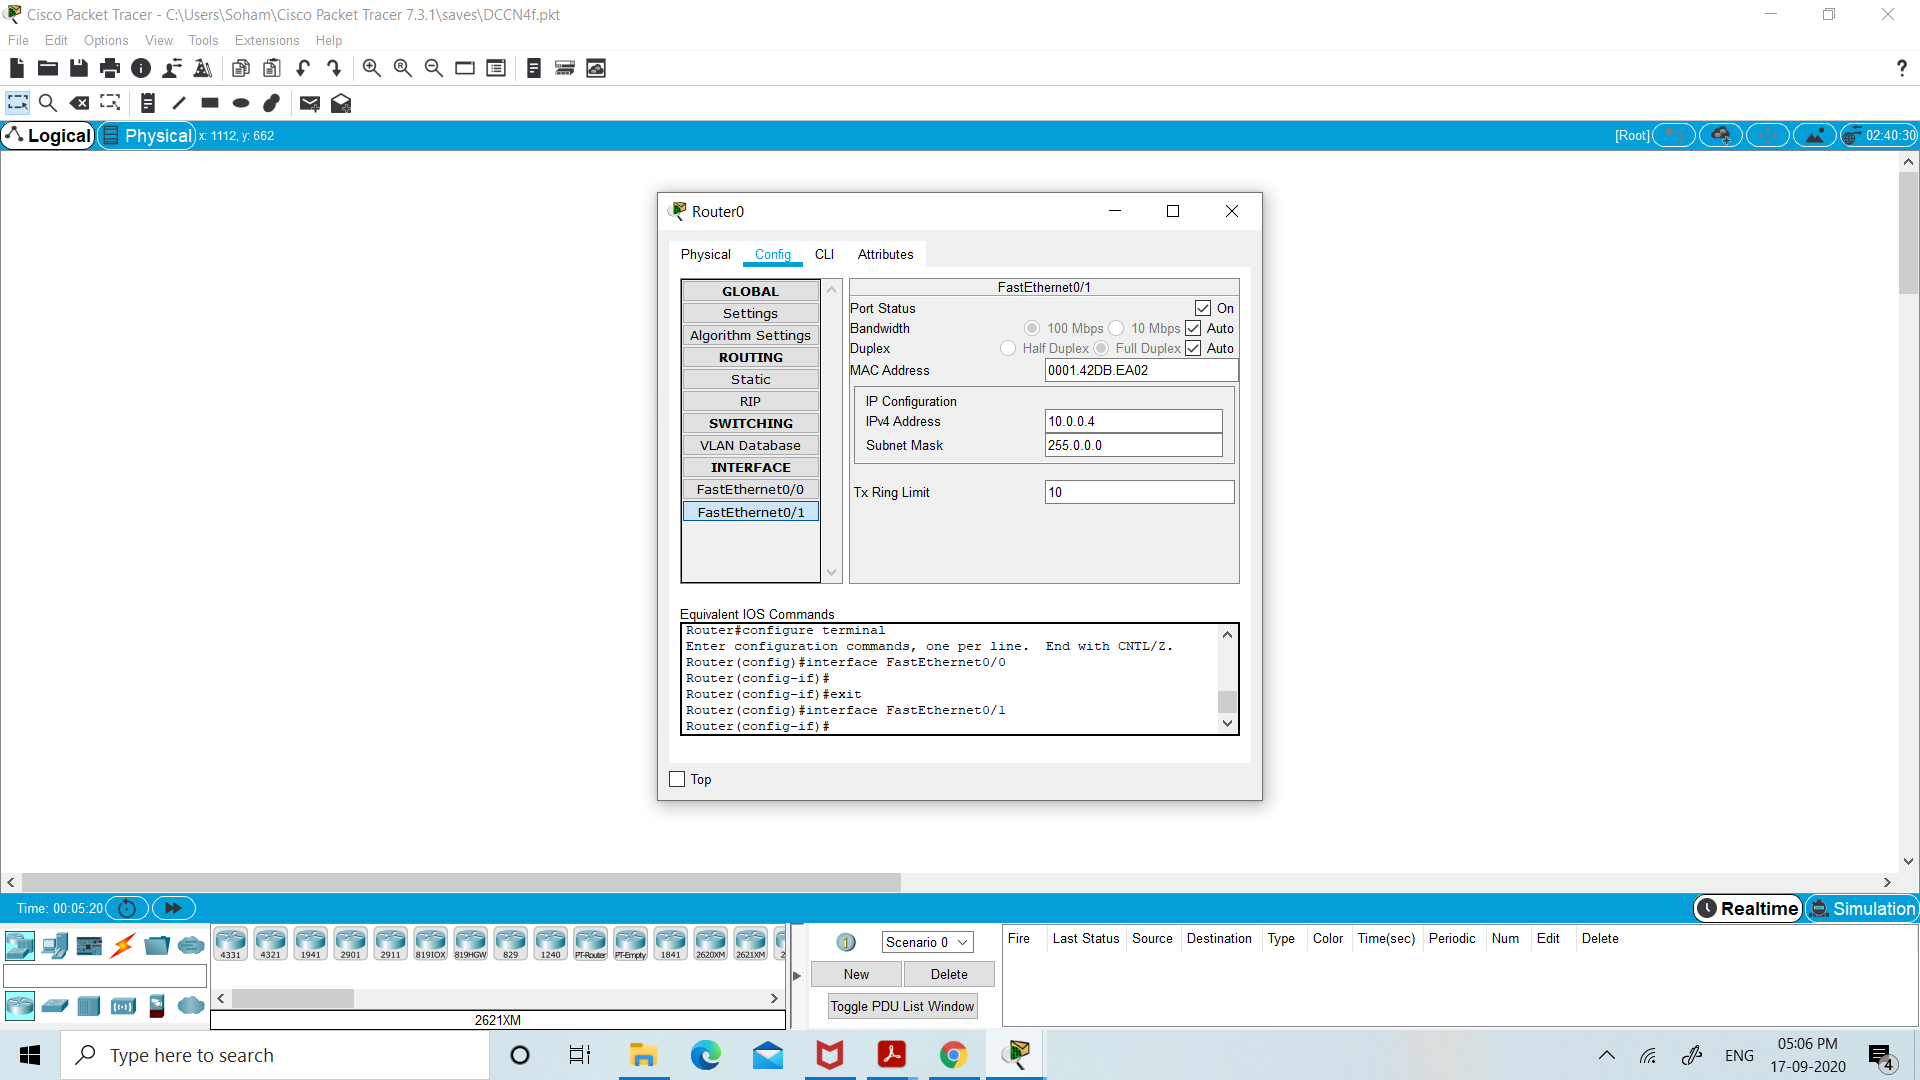 Cisco Packet Tracer - C:\Users\Soham\Cisco Packet Tracer 7.3.1\saves\DCCN4f.pkt
File Edit Options View Tools Extensions Help
?
Logical Physical x: 1112, y: 662 [Root] 02:40:30
Router0
Physical Config CLI Attributes
GLOBAL
Settings
Algorithm Settings
ROUTING
Static
RIP
SWITCHING
VLAN Database
INTERFACE
FastEthernet0/0
FastEthernet0/1
FastEthernet0/1
Port Status On
Bandwidth 100 Mbps 10 Mbps Auto
Duplex Half Duplex Full Duplex Auto
MAC Address 0001.42DB.EA02
IP Configuration
IPv4 Address 10.0.0.4
Subnet Mask 255.0.0.0
Tx Ring Limit 10
Equivalent IOS Commands
Router#configure terminal
Enter configuration commands, one per line. End with CNTL/Z.
Router(config)#interface FastEthernet0/0
Router(config-if)#
Router(config-if)#exit
Router(config)#interface FastEthernet0/1
Router(config-if)#
Top
Time: 00:05:20 Realtime Simulation
4331 4321 1941 2901 2911 819IOX 819HGW 829 1240 PT-Router PT-Empty 1841 2620XM 2621XM 2
2621XM
Scenario 0
New Delete
Toggle PDU List Window
Fire Last Status Source Destination Type Color Time(sec) Periodic Num Edit Delete
Type here to search
ENG
05:06 PM
17-09-2020
4